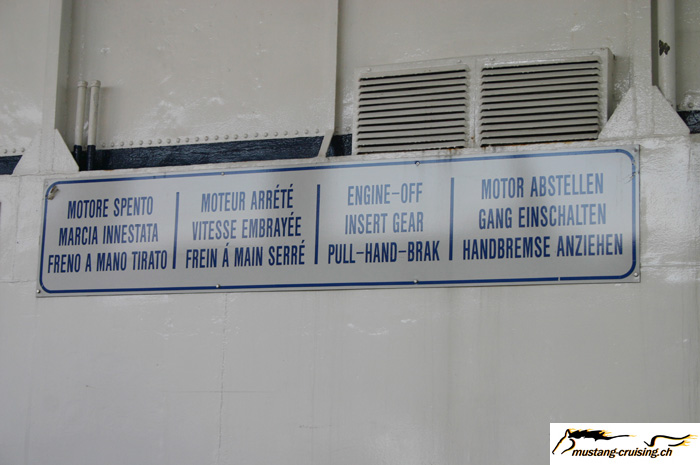 MOTORE SPENTO
MARCIA INNESTATA
FRENO A MANO TIRATO
MOTEUR ARRÉTÉ
VITESSE EMBRAYÉE
FREIN Á MAIN SERRÉ
ENGINE-OFF
INSERT GEAR
PULL-HAND-BRAK
MOTOR ABSTELLEN
GANG EINSCHALTEN
HANDBREMSE ANZIEHEN
mustang-cruising.ch